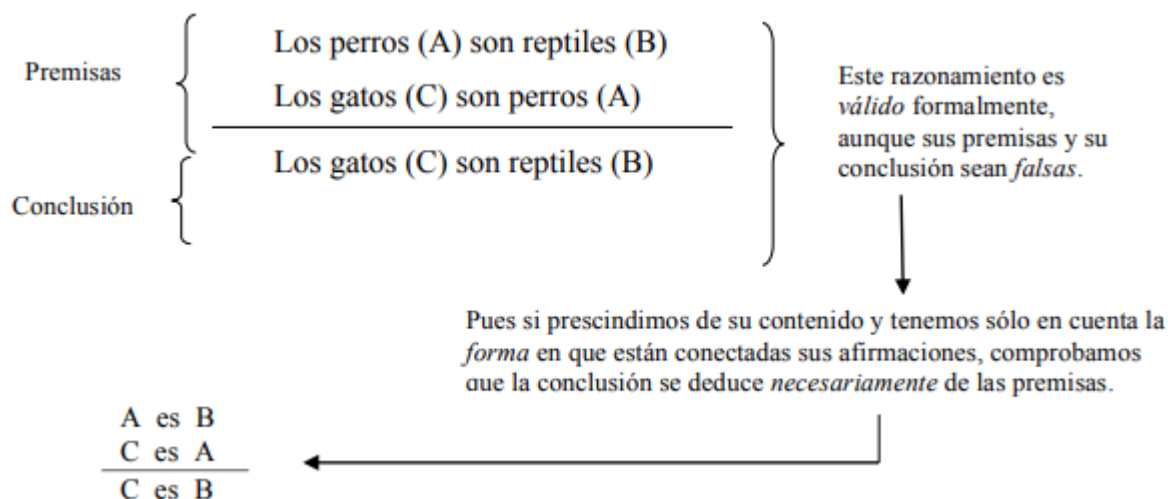 Premisas
Los perros (A) son reptiles (B)
Los gatos (C) son perros (A)
Conclusión
Los gatos (C) son reptiles (B)
Este razonamiento es
válido formalmente,
aunque sus premisas y su
conclusión sean falsas.
Pues si prescindimos de su contenido y tenemos sólo en cuenta la
forma en que están conectadas sus afirmaciones, comprobamos
que la conclusión se deduce necesariamente de las premisas.
A es B
C es A
C es B